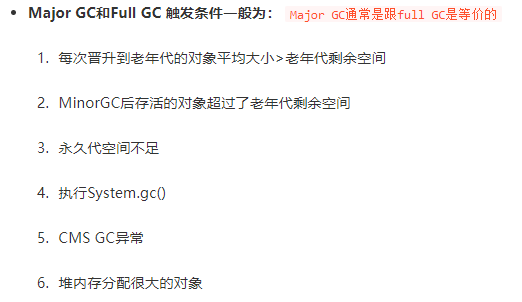 • Major GC和Full GC 触发条件一般为： Major GC通常是跟full GC是等价的
1. 每次晋升到老年代的对象平均大小>老年代剩余空间
2. MinorGC后存活的对象超过了老年代剩余空间
3. 永久代空间不足
4. 执行System.gc()
5. CMS GC异常
6. 堆内存分配很大的对象